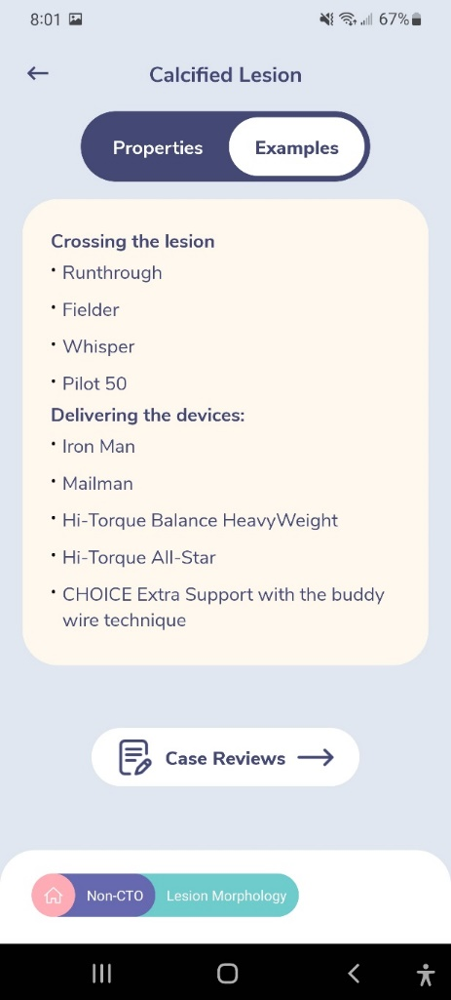 8:01 67%
Calcified Lesion
Properties Examples
Crossing the lesion
• Runthrough
• Fielder
• Whisper
• Pilot 50
Delivering the devices:
• Iron Man
• Mailman
• Hi-Torque Balance HeavyWeight
• Hi-Torque All-Star
• CHOICE Extra Support with the buddy
wire technique
Case Reviews
Non-CTO Lesion Morphology